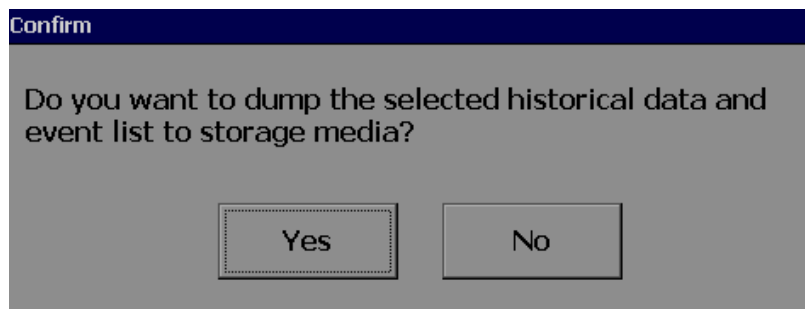 Confirm
Do you want to dump the selected historical data and
event list to storage media?
Yes No